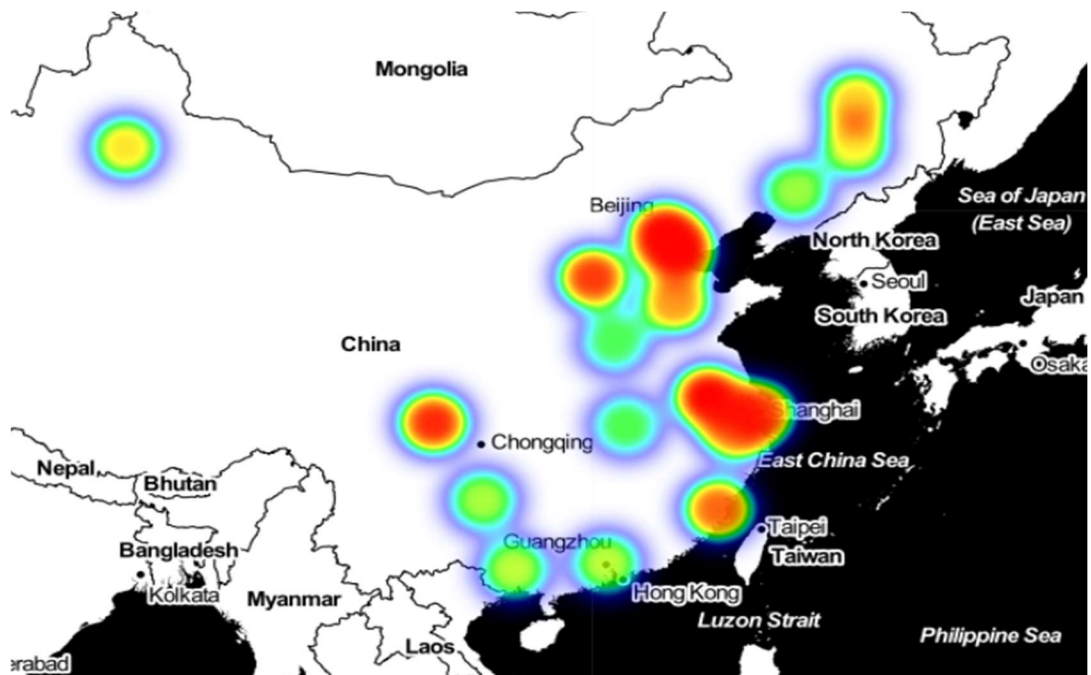 Mongolia
Beijing
Sea of Japan
(East Sea)
North Korea
Seoul
South Korea
Japan
China
Osaka
Shanghai
Chongqing
East China Sea
Nepal
Bhutan
Taipei
Guangzhou
Bangladesh
Taiwan
Kolkata
Myanmar
Hong Kong
Luzon Strait
Philippine Sea
Laos
erabad